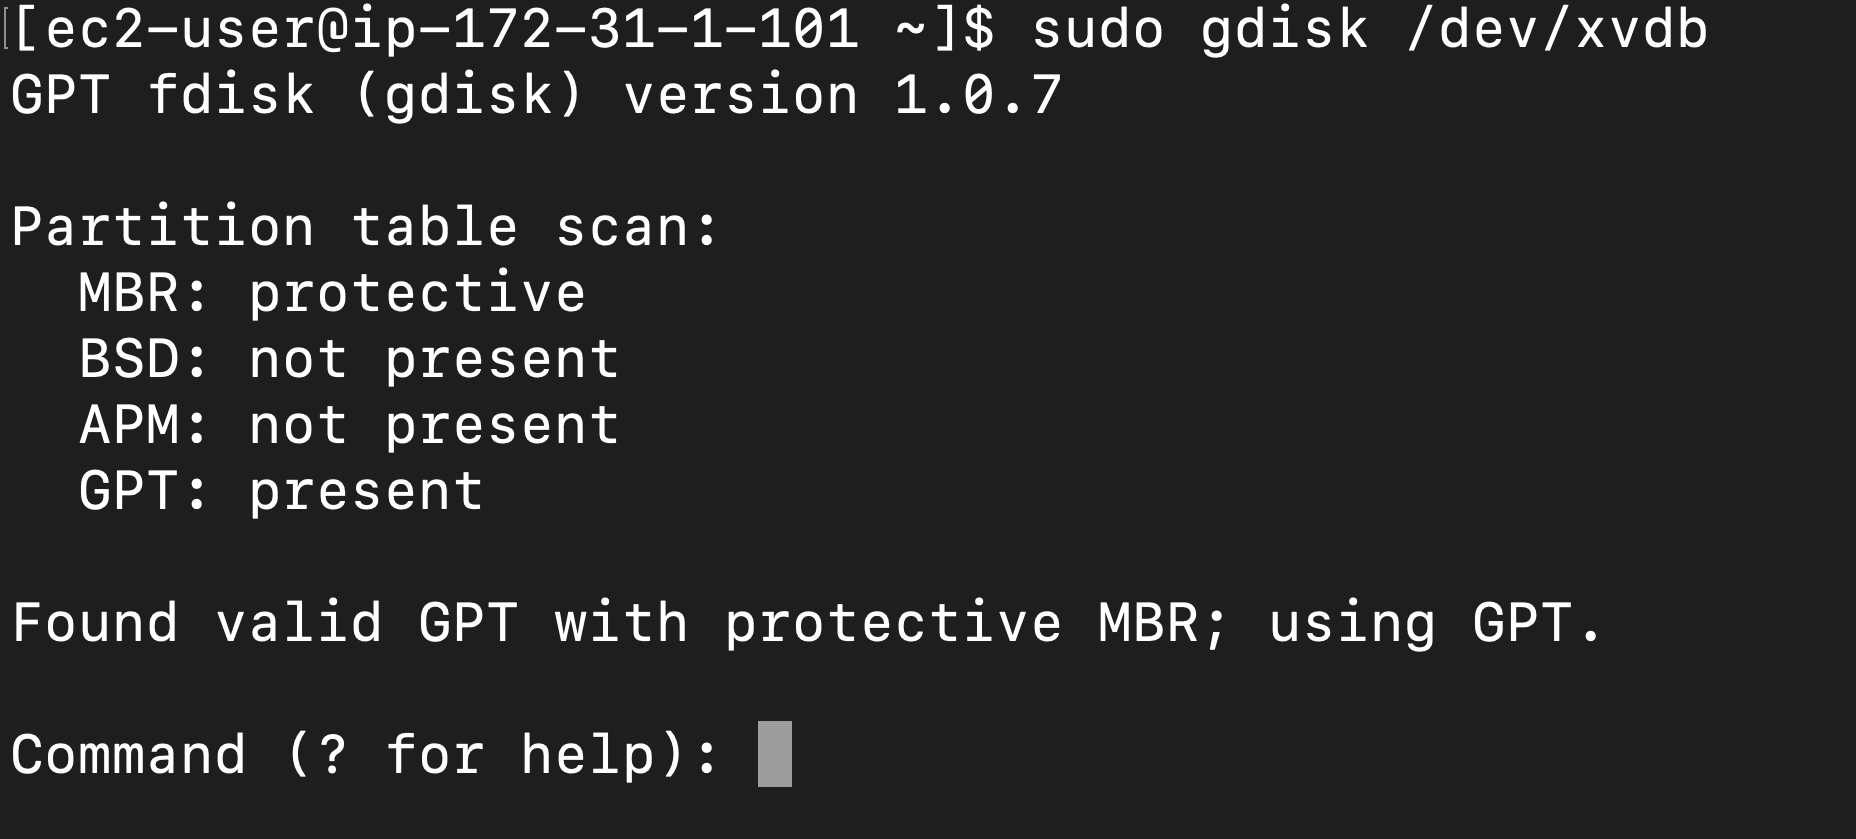 [ec2-user@ip-172-31-1-101 ~]$ sudo gdisk /dev/xvdb
GPT fdisk (gdisk) version 1.0.7

Partition table scan:
  MBR: protective
  BSD: not present
  APM: not present
  GPT: present

Found valid GPT with protective MBR; using GPT.

Command (? for help):